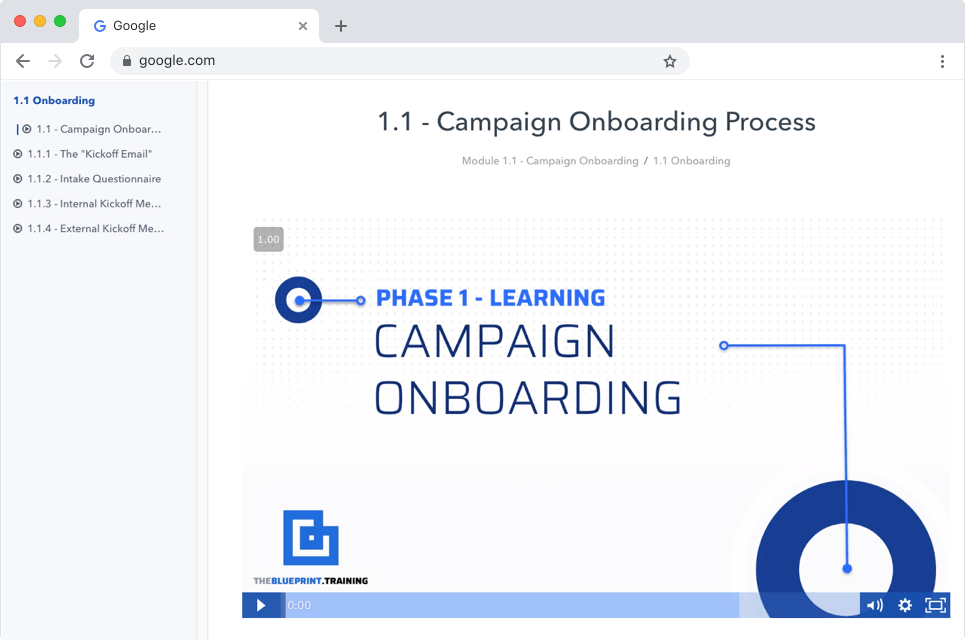 Google
google.com
1.1 Onboarding
1.1 - Campaign Onboar...
1.1.1 - The "Kickoff Email"
1.1.2 - Intake Questionnaire
1.1.3 - Internal Kickoff Me...
1.1.4 - External Kickoff Me...
1.1 - Campaign Onboarding Process
Module 1.1 - Campaign Onboarding / 1.1 Onboarding
1.00
PHASE 1 - LEARNING
CAMPAIGN
ONBOARDING
THEBLUEPRINT.TRAINING
0:00